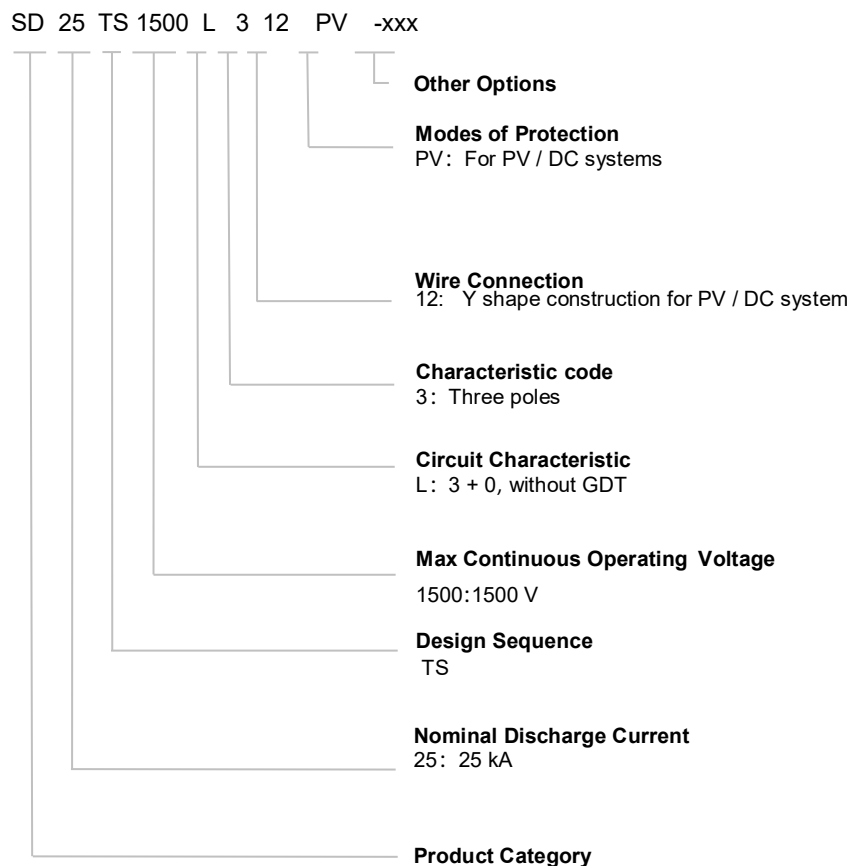 SD 25 TS 1500 L 3 12 PV -xxx
Other Options
Modes of Protection
PV: For PV / DC systems
Wire Connection
12: Y shape construction for PV / DC system
Characteristic code
3: Three poles
Circuit Characteristic
L: 3 + 0, without GDT
Max Continuous Operating Voltage
1500:1500 V
Design Sequence
TS
Nominal Discharge Current
25: 25 kA
Product Category